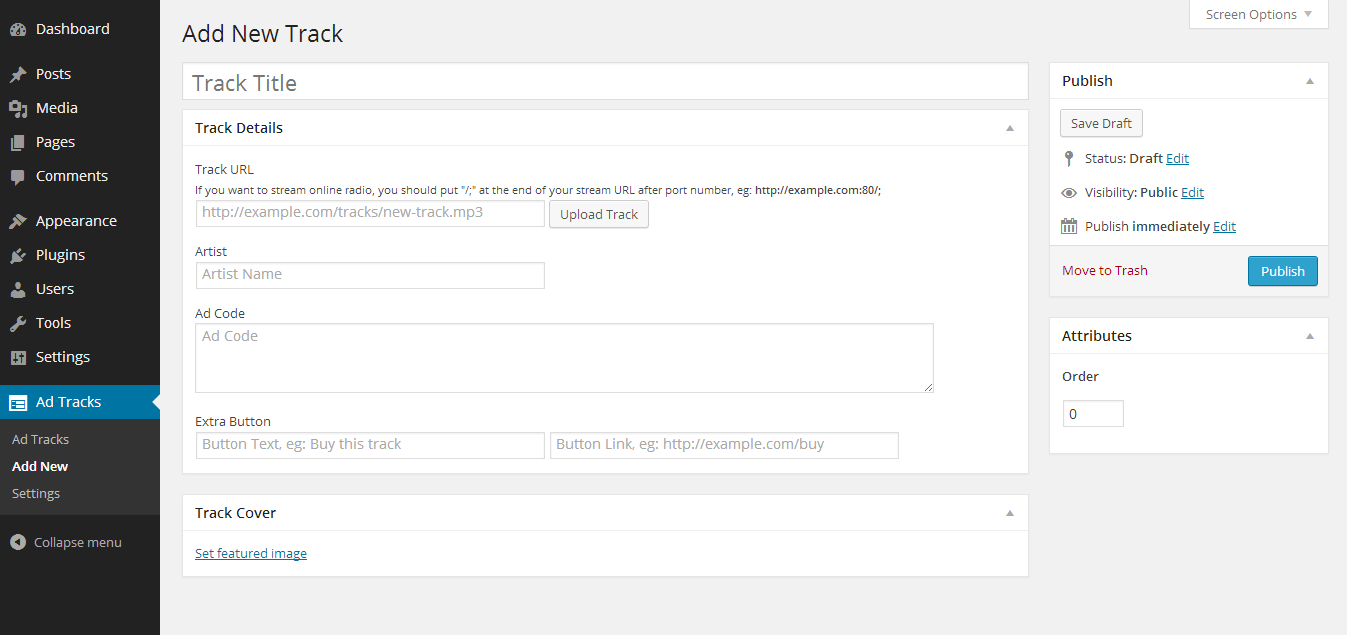 Dashboard
Posts
Media
Pages
Comments
Appearance
Plugins
Users
Tools
Settings
Ad Tracks
Ad Tracks
Add New
Settings
Collapse menu
Screen Options
Add New Track
Track Title
Track Details
Track URL
If you want to stream online radio, you should put "/;" at the end of your stream URL after port number, eg: http://example.com:80/;
http://example.com/tracks/new-track.mp3 Upload Track
Artist
Artist Name
Ad Code
Ad Code
Extra Button
Button Text, eg: Buy this track Button Link, eg: http://example.com/buy
Track Cover
Set featured image
Publish
Save Draft
Status: Draft Edit
Visibility: Public Edit
Publish immediately Edit
Move to Trash Publish
Attributes
Order
0